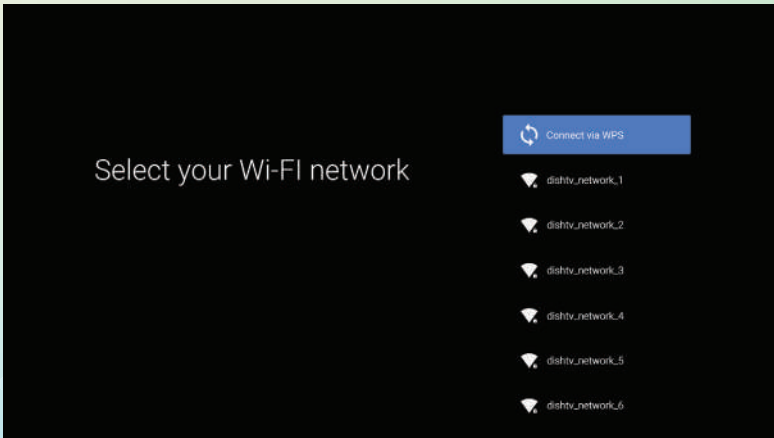 Select your Wi-FI network
Connect via WPS
dishtv_network_1
dishtv_network_2
dishtv_network_3
dishtv_network_4
dishtv_network_5
dishtv_network_6